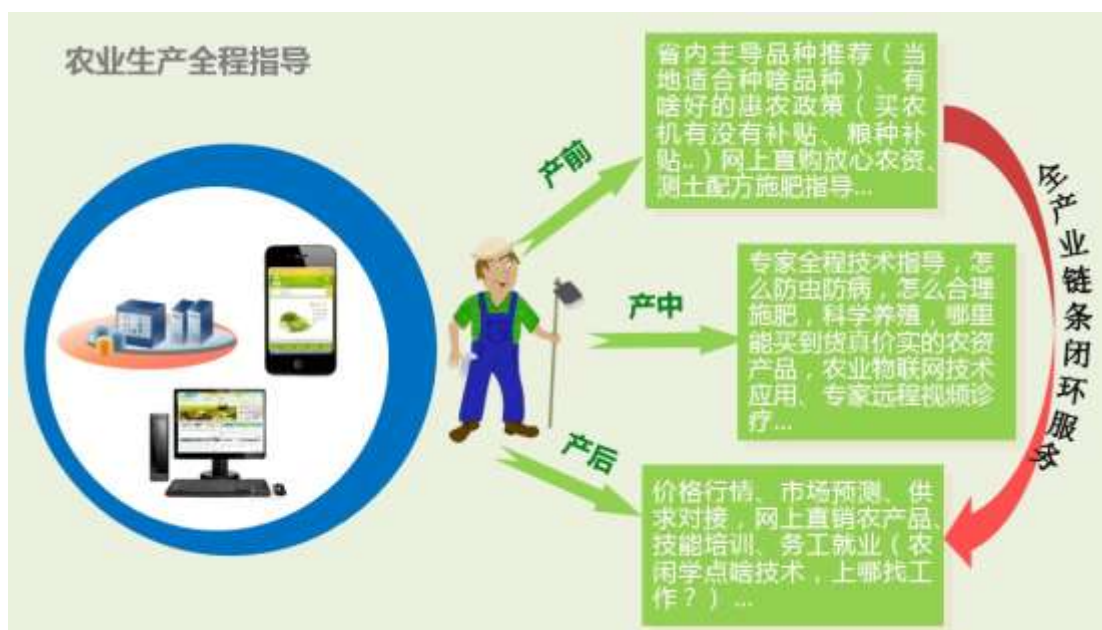 农业生产全程指导
产前
省内主导品种推荐（当
地适合种啥品种）、有
啥好的惠农政策（买农
机有没有补贴、粮种补
贴..）网上直购放心农资、
测土配方施肥指导...
产中
专家全程技术指导，怎
么防虫防病，怎么合理
施肥，科学养殖，哪里
能买到货真价实的农资
产品，农业物联网技术
应用、专家远程视频诊
疗...
产后
价格行情、市场预测、供
求对接，网上直销农产品、
技能培训、务工就业（农
闲学点啥技术，上哪找工
作？）...
全产业链条闭环服务